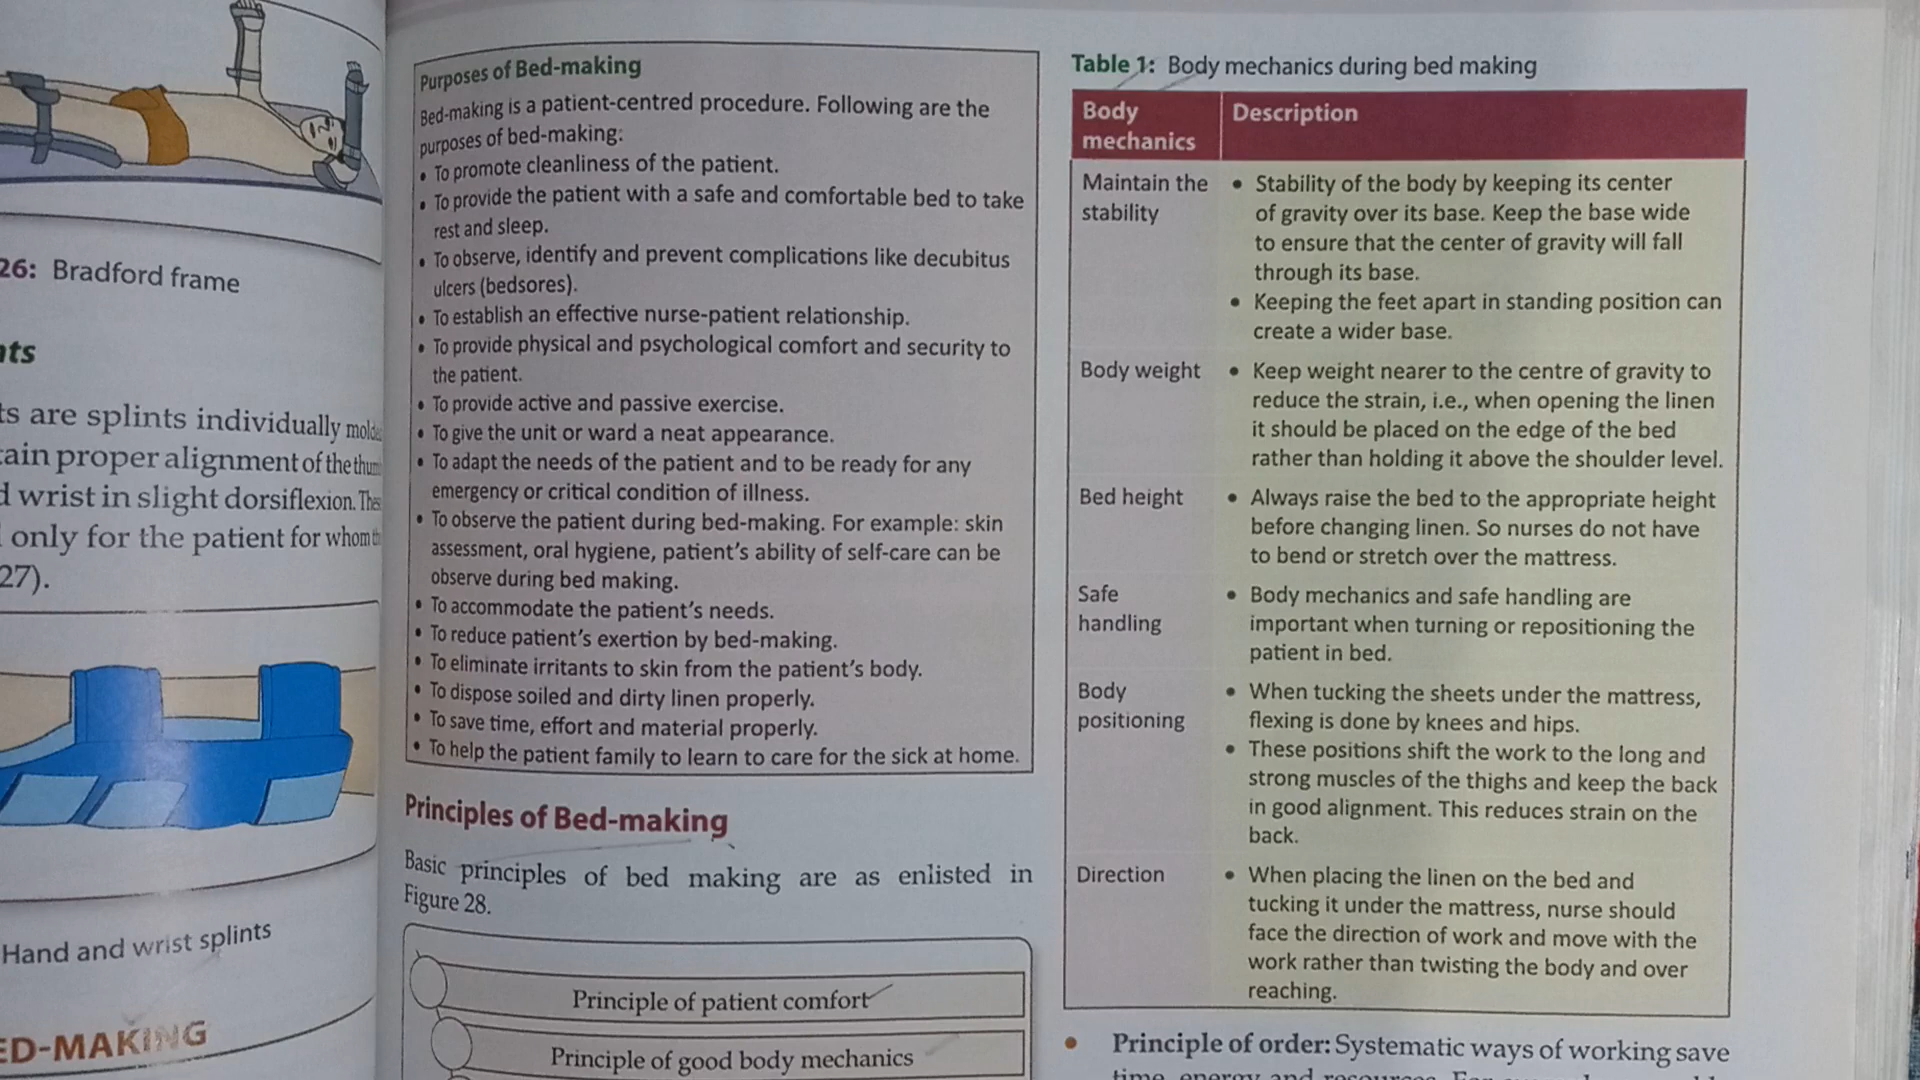 26: Bradford frame
nts
ts are splints individually
tain proper alignment of the
d wrist in slight dorsiflexion.
only for the patient for whom
27).
Hand and wrist splints
ED-MAKING
Purposes of Bed-making
Bed-making is a patient-centred procedure. Following are the
purposes of bed-making:
• To promote cleanliness of the patient.
• To provide the patient with a safe and comfortable bed to take
rest and sleep.
• To observe, identify and prevent complications like decubitus
ulcers (bedsores).
• To establish an effective nurse-patient relationship.
• To provide physical and psychological comfort and security to
the patient.
• To provide active and passive exercise.
• To give the unit or ward a neat appearance.
• To adapt the needs of the patient and to be ready for any
emergency or critical condition of illness.
• To observe the patient during bed-making. For example: skin
assessment, oral hygiene, patient's ability of self-care can be
observe during bed making.
• To accommodate the patient's needs.
• To reduce patient's exertion by bed-making.
• To eliminate irritants to skin from the patient's body.
• To dispose soiled and dirty linen properly.
• To save time, effort and material properly.
• To help the patient family to learn to care for the sick at home.
Principles of Bed-making
Basic principles of bed making are as enlisted in
Figure 28.
Principle of patient comfort
Principle of good body mechanics
Table 1: Body mechanics during bed making
Body
mechanics
Description
Maintain the
stability
• Stability of the body by keeping its center
of gravity over its base. Keep the base wide
to ensure that the center of gravity will fall
through its base.
• Keeping the feet apart in standing position can
create a wider base.
Body weight
• Keep weight nearer to the centre of gravity to
reduce the strain, i.e., when opening the linen
it should be placed on the edge of the bed
rather than holding it above the shoulder level.
Bed height
• Always raise the bed to the appropriate height
before changing linen. So nurses do not have
to bend or stretch over the mattress.
Safe
handling
• Body mechanics and safe handling are
important when turning or repositioning the
patient in bed.
Body
positioning
• When tucking the sheets under the mattress,
flexing is done by knees and hips.
• These positions shift the work to the long and
strong muscles of the thighs and keep the back
in good alignment. This reduces strain on the
back.
Direction
• When placing the linen on the bed and
tucking it under the mattress, nurse should
face the direction of work and move with the
work rather than twisting the body and over
reaching.
• Principle of order: Systematic ways of working save